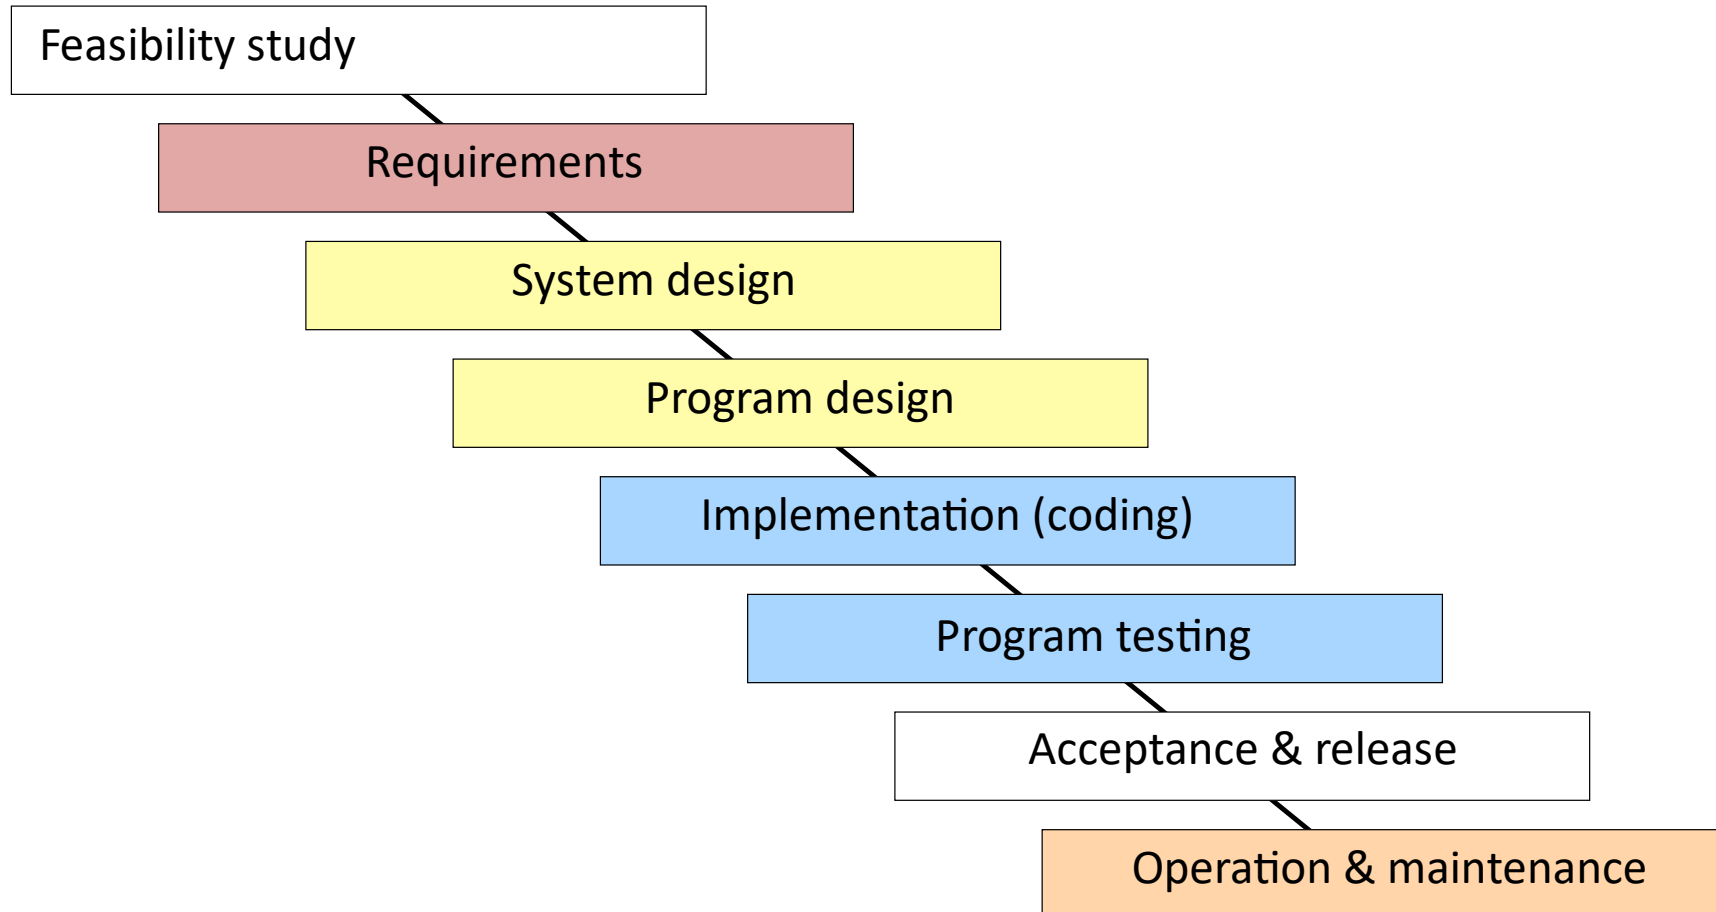 Feasibility study
Requirements
System design
Program design
Implementation (coding)
Program testing
Acceptance & release
Operation & maintenance